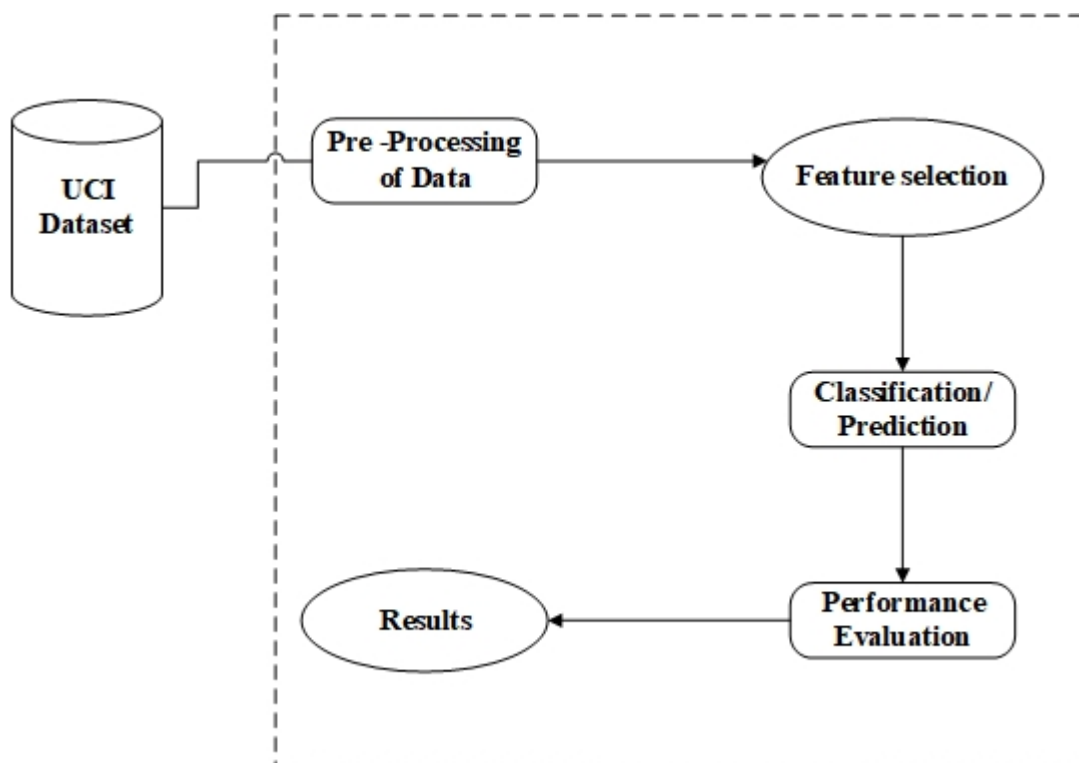 UCI
Dataset
Pre -Processing
of Data
Feature selection
Classification/
Prediction
Performance
Evaluation
Results